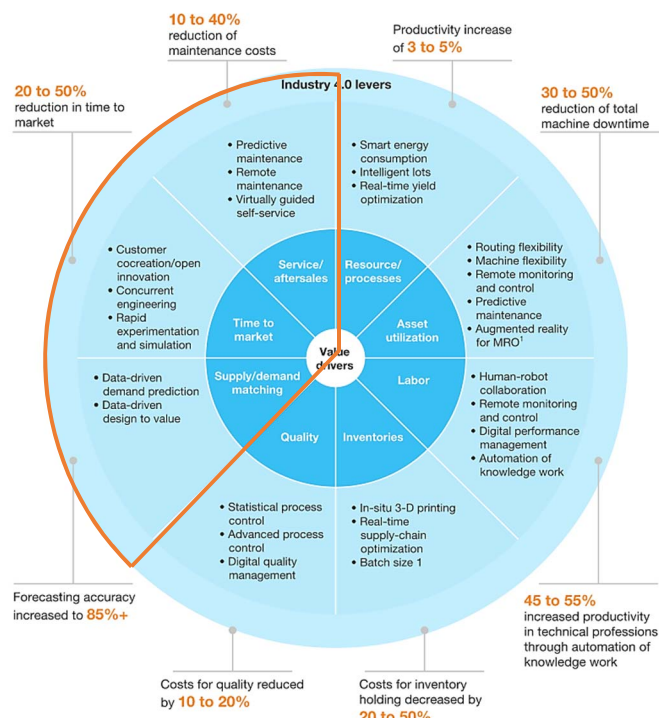 10 to 40%
reduction of
maintenance costs
Productivity increase
of 3 to 5%
20 to 50%
reduction in time to
market
30 to 50%
reduction of total
machine downtime
Industry 4.0 levers
• Predictive
maintenance
• Remote
maintenance
• Virtually guided
self-service
• Smart energy
consumption
• Intelligent lots
• Real-time yield
optimization
• Customer
cocreation/open
innovation
• Concurrent
engineering
• Rapid
experimentation
and simulation
• Routing flexibility
• Machine flexibility
• Remote monitoring
and control
• Predictive
maintenance
• Augmented reality
for MRO¹
Service/
aftersales
Resource/
processes
Time to
market
Asset
utilization
Value
drivers
Supply/demand
matching
Labor
Quality
Inventories
• Data-driven
demand prediction
• Data-driven
design to value
• Human-robot
collaboration
• Remote monitoring
and control
• Digital performance
management
• Automation of
knowledge work
• Statistical process
control
• Advanced process
control
• Digital quality
management
• In-situ 3-D printing
• Real-time
supply-chain
optimization
• Batch size 1
Forecasting accuracy
increased to 85%+
45 to 55%
increased productivity
in technical professions
through automation of
knowledge work
Costs for quality reduced
by 10 to 20%
Costs for inventory
holding decreased by
20 to 50%